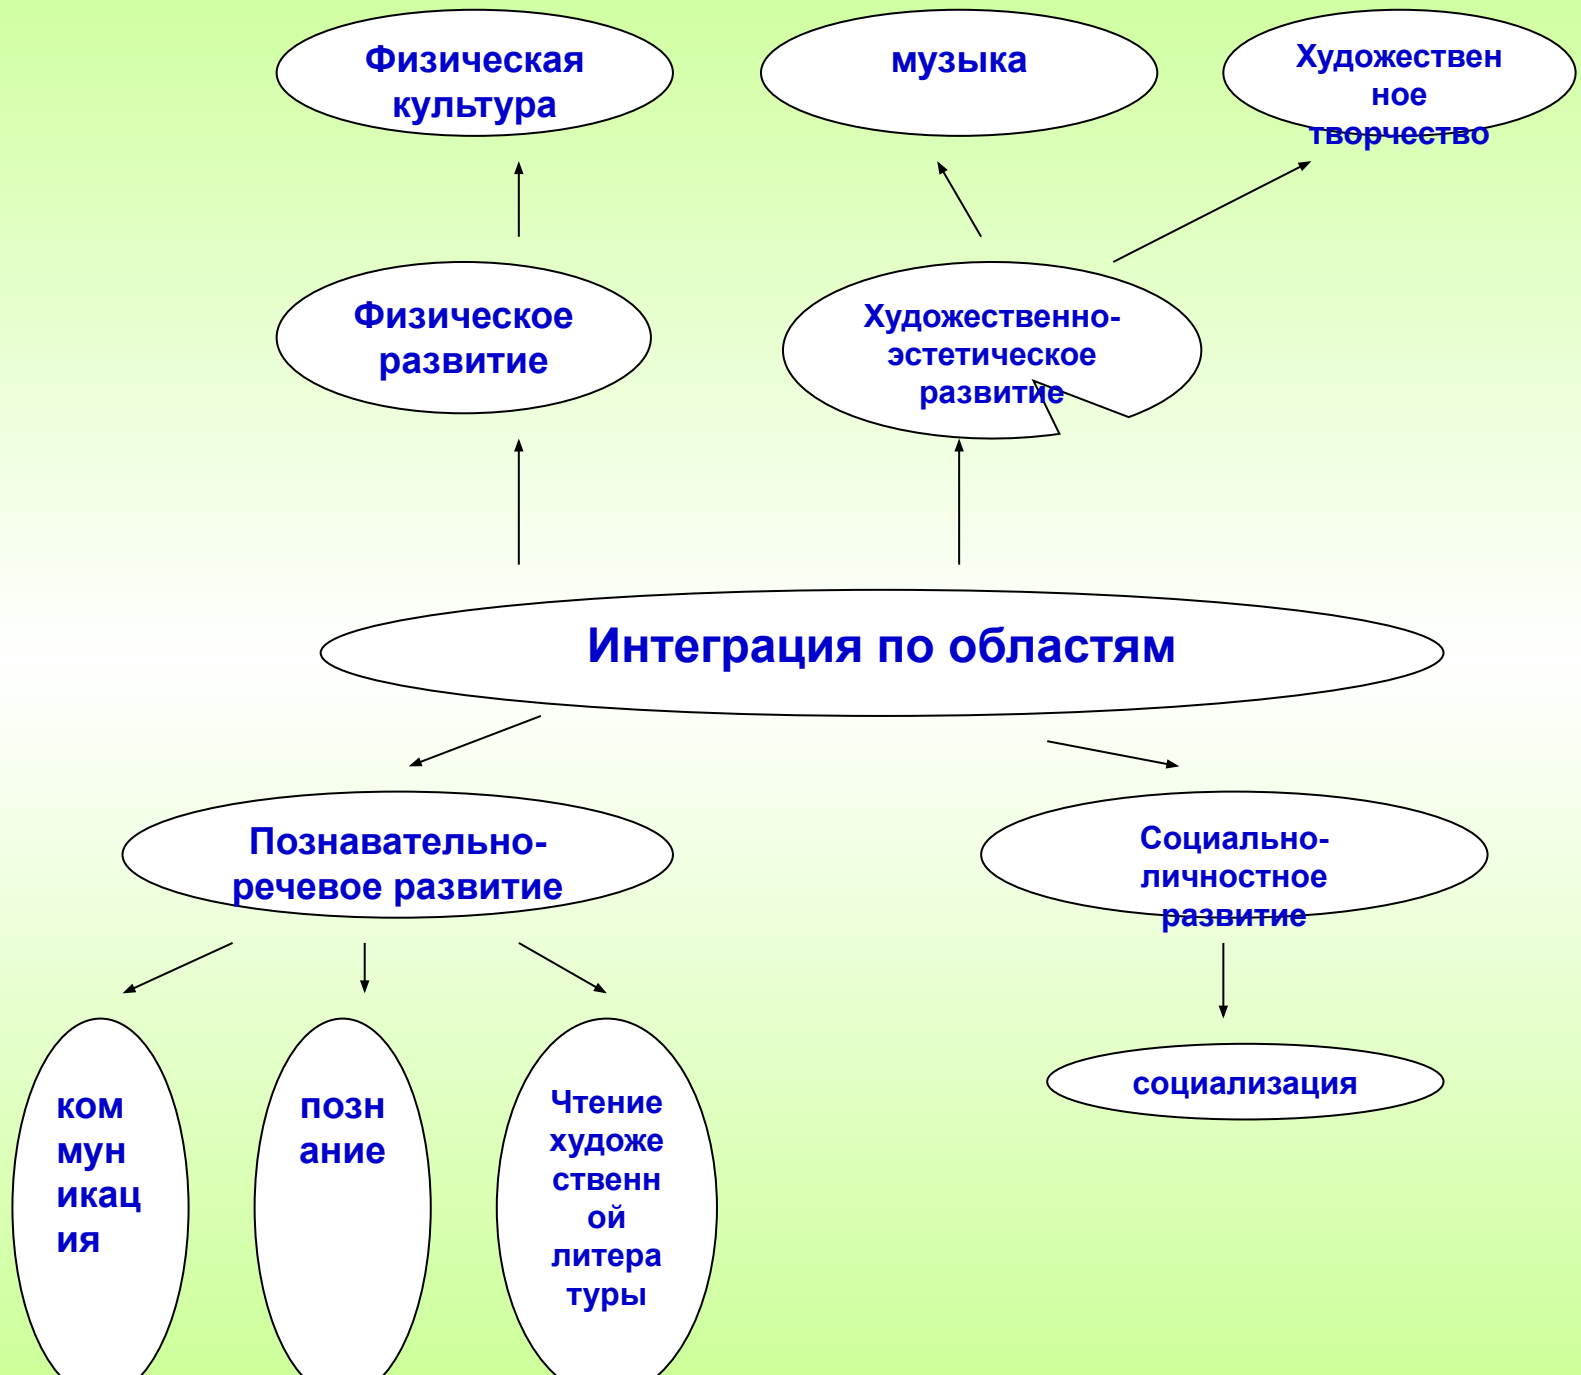 Физическая
культура
музыка
Художествен
ное
творчество
Физическое
развитие
Художественно-
эстетическое
развитие
Интеграция по областям
Познавательно-
речевое развитие
Социально-
личностное
развитие
ком
мун
икац
ия
позн
ание
Чтение
художе
ственн
ой
литера
туры
социализация